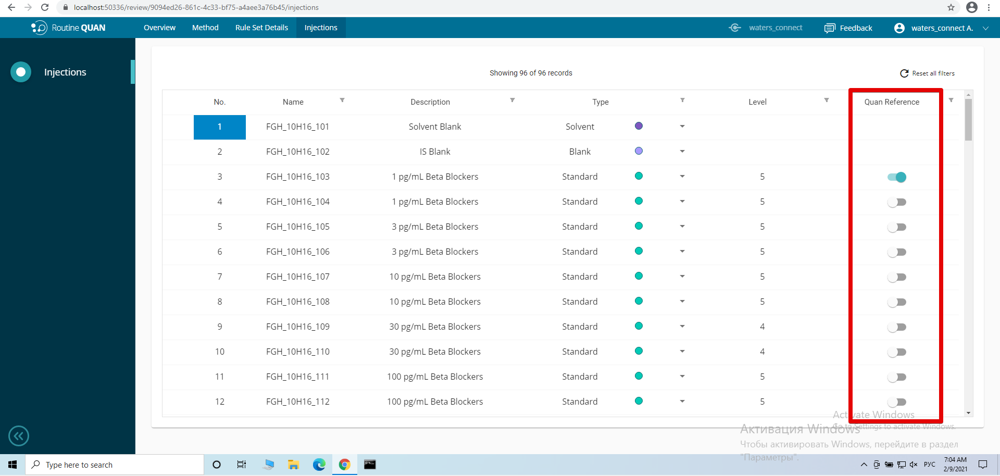 localhost:50336/review/9094ed26-861c-4c33-bf75-a4aee3a76b45/injections
Routine QUAN Overview Method Rule Set Details Injections waters_connect Feedback waters_connect A.
Injections
Showing 96 of 96 records Reset all filters
No. Name Description Type Level Quan Reference
1 FGH_10H16_101 Solvent Blank Solvent
2 FGH_10H16_102 IS Blank Blank
3 FGH_10H16_103 1 pg/mL Beta Blockers Standard 5
4 FGH_10H16_104 1 pg/mL Beta Blockers Standard 5
5 FGH_10H16_105 3 pg/mL Beta Blockers Standard 5
6 FGH_10H16_106 3 pg/mL Beta Blockers Standard 5
7 FGH_10H16_107 10 pg/mL Beta Blockers Standard 5
8 FGH_10H16_108 10 pg/mL Beta Blockers Standard 5
9 FGH_10H16_109 30 pg/mL Beta Blockers Standard 4
10 FGH_10H16_110 30 pg/mL Beta Blockers Standard 4
11 FGH_10H16_111 100 pg/mL Beta Blockers Standard 5
12 FGH_10H16_112 100 pg/mL Beta Blockers Standard 5
Activate Windows
Go to Settings to activate Windows.
Активация Windows
Чтобы активировать Windows, перейдите в раздел
"Параметры".
Type here to search РУС 7:04 AM
2/9/2021